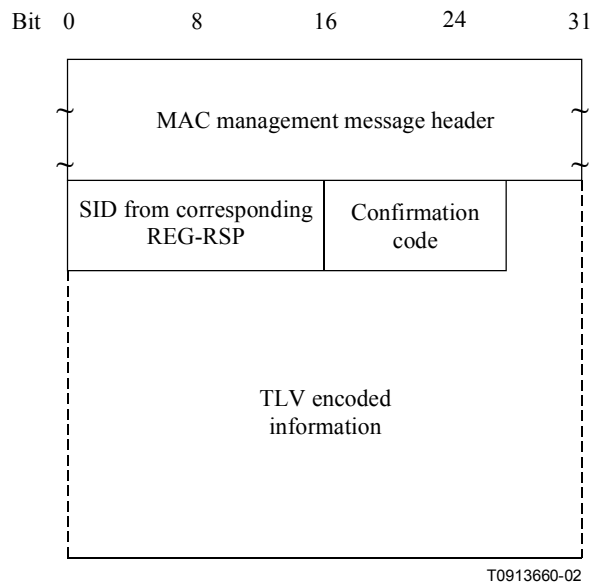 Bit 0 8 16 24 31
MAC management message header
SID from corresponding
REG-RSP
Confirmation
code
TLV encoded
information
T0913660-02